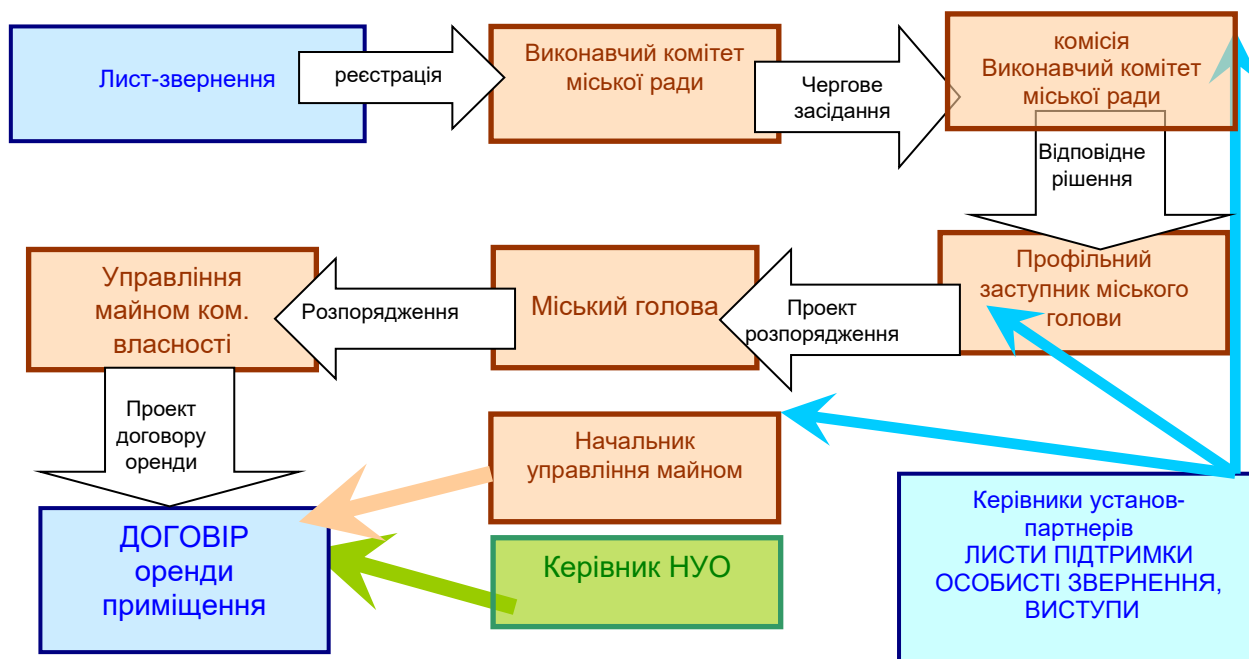 Лист-звернення
реєстрація
Виконавчий комітет
міської ради
Чергове
засідання
комісія
Виконавчий комітет
міської ради
Відповідне
рішення
Управління
майном ком.
власності
Розпорядження
Міський голова
Проект
розпорядження
Профільний
заступник міського
голови
Проект
договору
оренди
Начальник
управління майном
ДОГОВІР
оренди
приміщення
Керівник НУО
Керівники установ-
партнерів
ЛИСТИ ПІДТРИМКИ
ОСОБИСТІ ЗВЕРНЕННЯ,
ВИСТУПИ